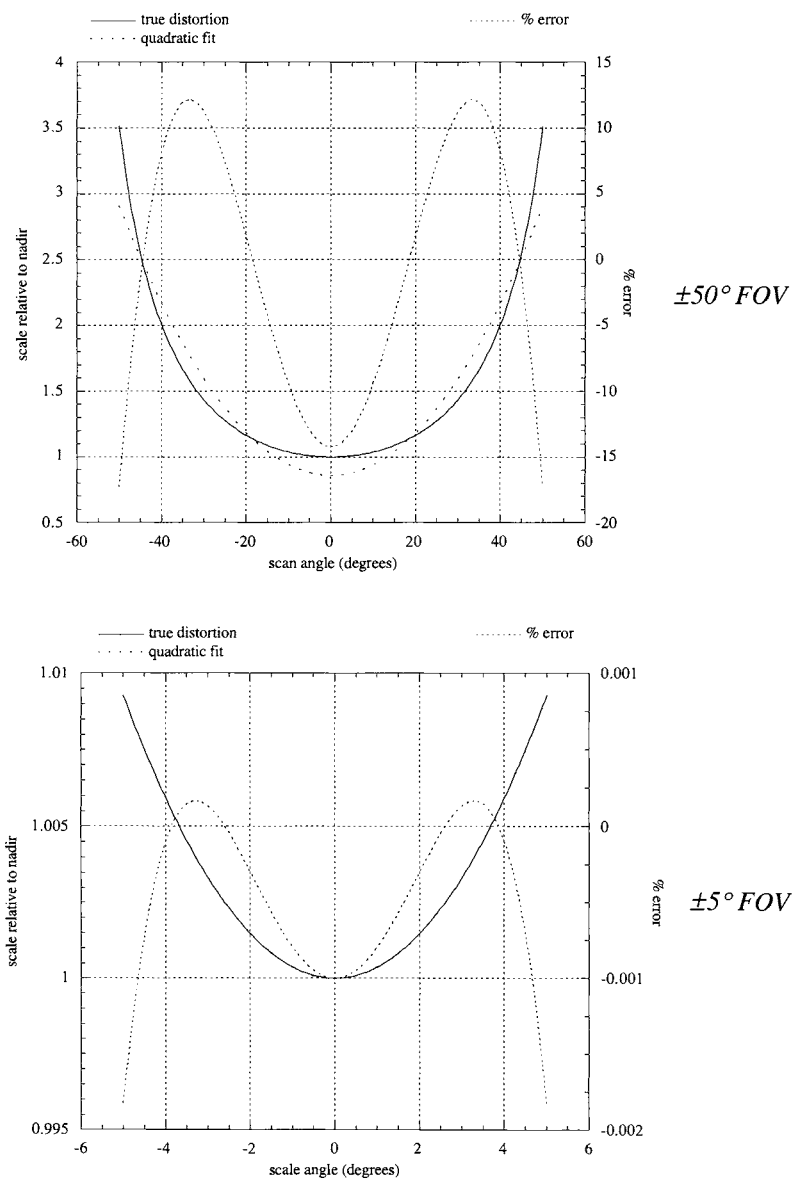 true distortion
quadratic fit
% error
4
3.5
3
2.5
2
1.5
1
0.5
scale relative to nadir
15
10
5
0
-5
-10
-15
-20
% error
±50° FOV
-60 -40 -20 0 20 40 60
scan angle (degrees)
true distortion
quadratic fit
% error
1.01
1.005
1
0.995
scale relative to nadir
0.001
0
-0.001
-0.002
% error
±5° FOV
-6 -4 -2 0 2 4 6
scale angle (degrees)